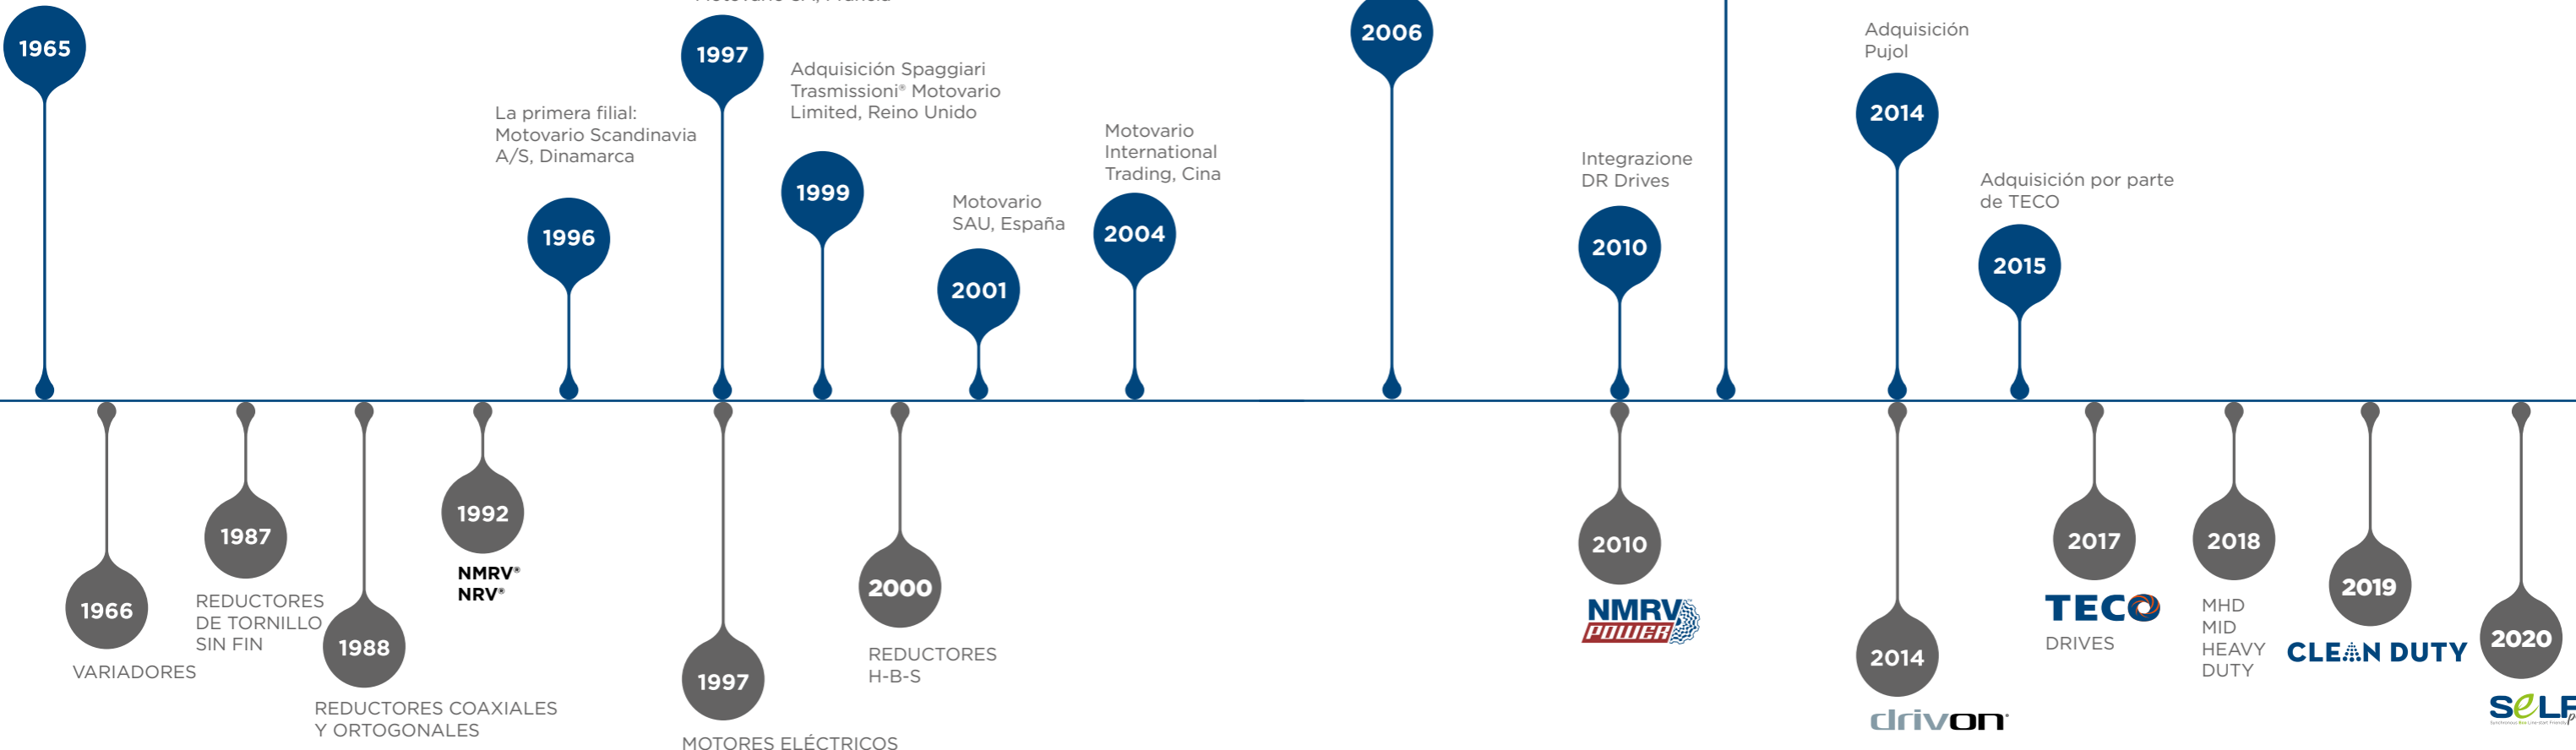 1965
1997
2006
Adquisición
Pujol
2014
Adquisición Spaggiari
Trasmissioni® Motovario
Limited, Reino Unido
1999
La primera filial:
Motovario Scandinavia
A/S, Dinamarca
1996
Motovario
International
Trading, Cina
2004
Motovario
SAU, España
2001
Integrazione
DR Drives
2010
Adquisición por parte
de TECO
2015
1966
VARIADORES
1987
REDUCTORES
DE TORNILLO
SIN FIN
1988
REDUCTORES COAXIALES
Y ORTOGONALES
1992
NMRV®
NRV®
1997
MOTORES ELÉCTRICOS
2000
REDUCTORES
H-B-S
2010
NMRV
POWER
2014
drivon
2017
TECO
DRIVES
2018
MHD
MID
HEAVY
DUTY
2019
CLEAN DUTY
2020
SeLF